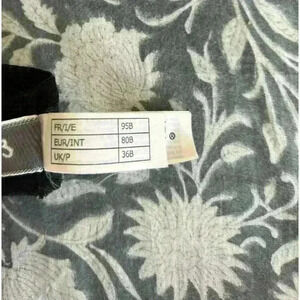 FR/I/E 95B
EUR/INT 80B
UK/P 36B
®